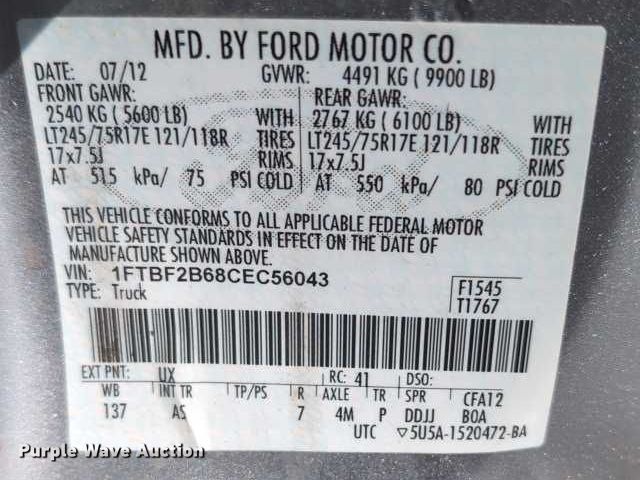 MFD. BY FORD MOTOR CO.
DATE: 07/12 GVWR: 4491 KG ( 9900 LB)
FRONT GAWR: REAR GAWR:
2540 KG ( 5600 LB) WITH 2767 KG ( 6100 LB) WITH
LT245/75R17E 121/118R TIRES LT245/75R17E 121/118R TIRES
17x7.5J RIMS 17x7.5J RIMS
AT 515 kPa/ 75 PSI COLD AT 550 kPa/ 80 PSI COLD
THIS VEHICLE CONFORMS TO ALL APPLICABLE FEDERAL MOTOR
VEHICLE SAFETY STANDARDS IN EFFECT ON THE DATE OF
MANUFACTURE SHOWN ABOVE.
VIN: 1FTBF2B68CEC56043 F1545
TYPE: Truck T1767
EXT PNT: UX RC: 41 DSO:
WB INT TR TP/PS R AXLE TR SPR CFA12
137 AS 7 4M P DDJJ BOA
UTC ▽5U5A-1520472-BA
Purple Wave Auction